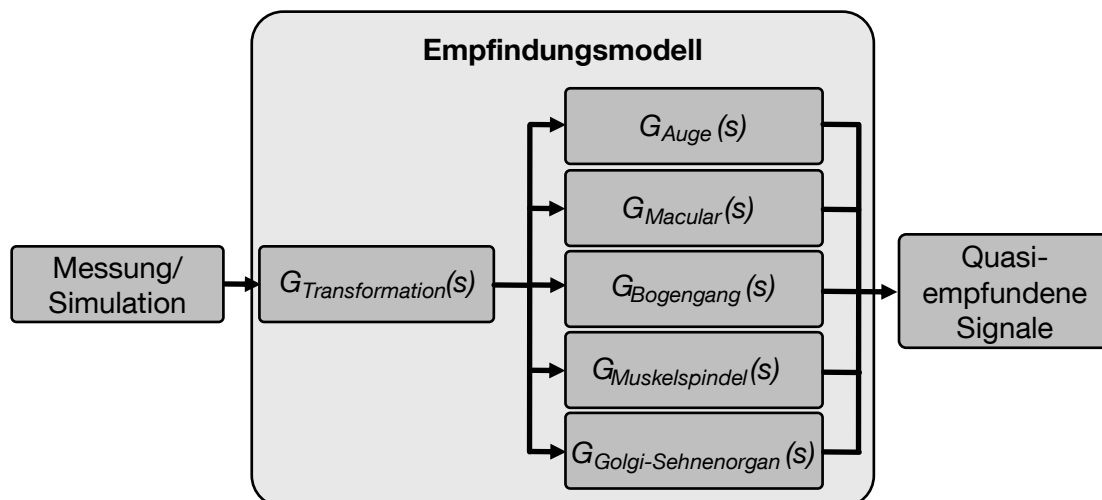 Empfindungsmodell
G_Auge (s)
G_Macular (s)
Messung/
Simulation
G_Transformation (s)
G_Bogengang (s)
Quasi-
empfundene
Signale
G_Muskelspindel (s)
G_Golgi-Sehnenorgan (s)